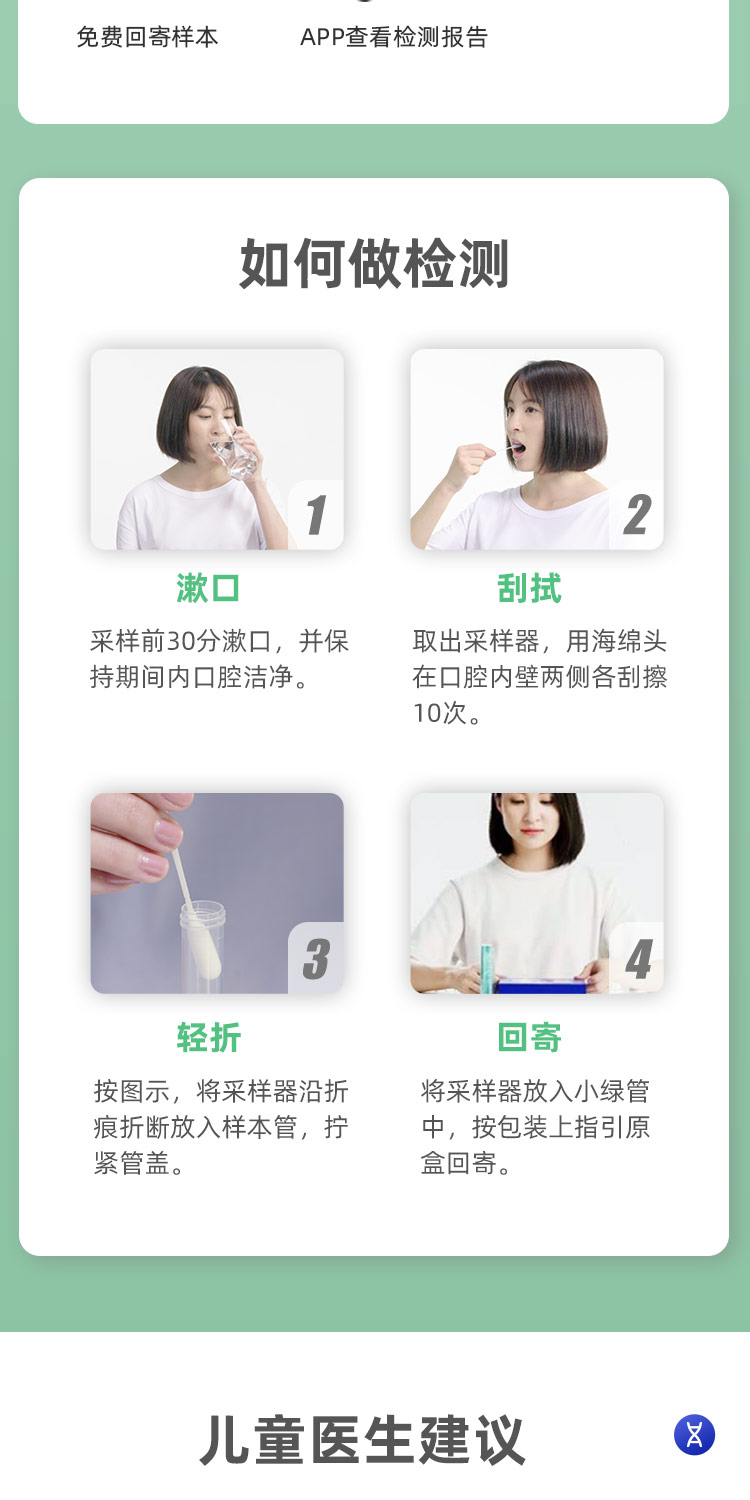 免费回寄样本
APP查看检测报告
如何做检测
1
2
漱口
刮拭
采样前30分漱口，并保
持期间内口腔洁净。
取出采样器，用海绵头
在口腔内壁两侧各刮擦
10次。
3
4
轻折
回寄
按图示，将采样器沿折
痕折断放入样本管，拧
紧管盖。
将采样器放入小绿管
中，按包装上指引原
盒回寄。
儿童医生建议